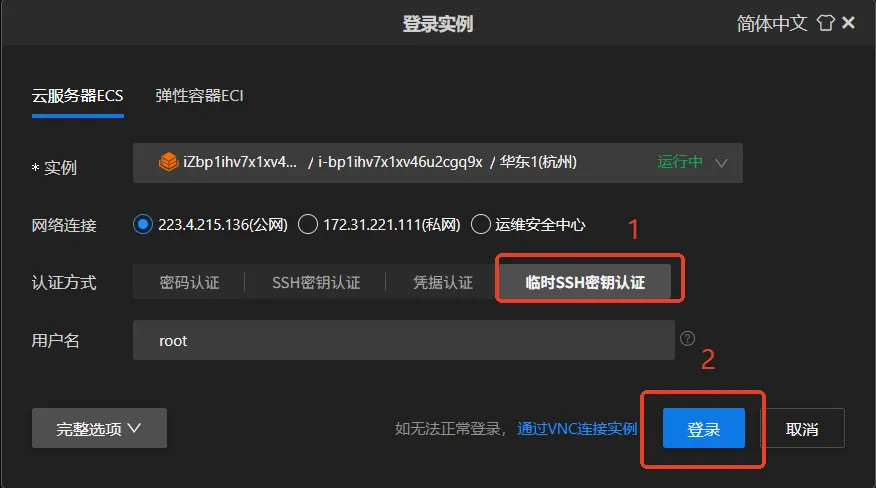 登录实例 简体中文
云服务器ECS 弹性容器ECI
* 实例 iZbp1ihv7x1xv4... / i-bp1ihv7x1xv46u2cgq9x / 华东1(杭州) 运行中
网络连接 223.4.215.136(公网) 172.31.221.111(私网) 运维安全中心
1
认证方式 密码认证 SSH密钥认证 凭据认证 临时SSH密钥认证
用户名 root ?
2
完整选项 如无法正常登录，通过VNC连接实例 登录 取消